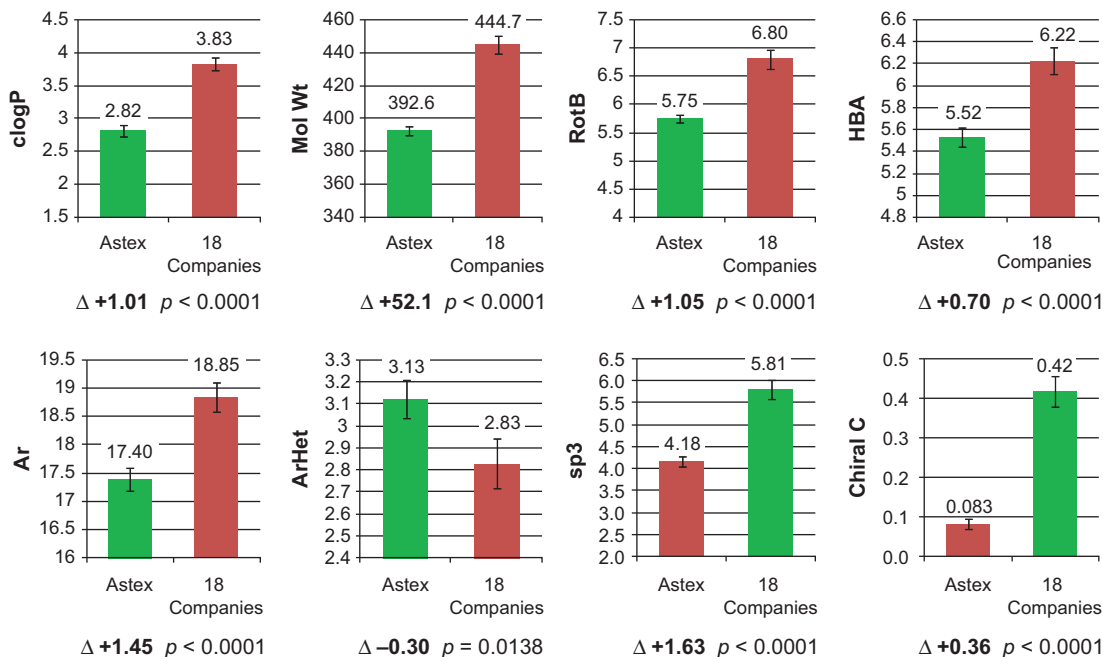 clogP
4.5
4
3.5
3
2.5
2
1.5
2.82
3.83
Astex
18
Companies
Δ +1.01 p < 0.0001
Mol Wt
460
440
420
400
380
360
340
392.6
444.7
Astex
18
Companies
Δ +52.1 p < 0.0001
RotB
8
7.5
7
6.5
6
5.5
5
4.5
4
5.75
6.80
Astex
18
Companies
Δ +1.05 p < 0.0001
HBA
6.6
6.4
6.2
6
5.8
5.6
5.4
5.2
5
4.8
5.52
6.22
Astex
18
Companies
Δ +0.70 p < 0.0001
Ar
19.5
19
18.5
18
17.5
17
16.5
16
17.40
18.85
Astex
18
Companies
Δ +1.45 p < 0.0001
ArHet
3.3
3.2
3.1
3
2.9
2.8
2.7
2.6
2.5
2.4
3.13
2.83
Astex
18
Companies
Δ –0.30 p = 0.0138
sp3
6.5
6.0
5.5
5.0
4.5
4.0
3.5
3.0
2.5
2.0
4.18
5.81
Astex
18
Companies
Δ +1.63 p < 0.0001
Chiral C
0.5
0.4
0.3
0.2
0.1
0.0
0.083
0.42
Astex
18
Companies
Δ +0.36 p < 0.0001